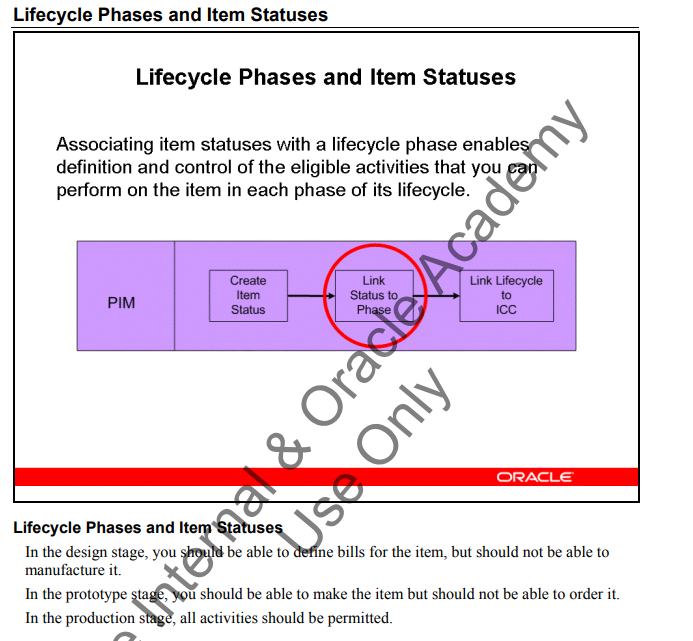 Lifecycle Phases and Item Statuses
Lifecycle Phases and Item Statuses
Associating item statuses with a lifecycle phase enables
definition and control of the eligible activities that you can
perform on the item in each phase of its lifecycle.
PIM
Create
Item
Status
Link
Status to
Phase
Link Lifecycle
to
ICC
Internal & Oracle Academy
Use Only
ORACLE
Lifecycle Phases and Item Statuses
In the design stage, you should be able to define bills for the item, but should not be able to
manufacture it.
In the prototype stage, you should be able to make the item but should not be able to order it.
In the production stage, all activities should be permitted.